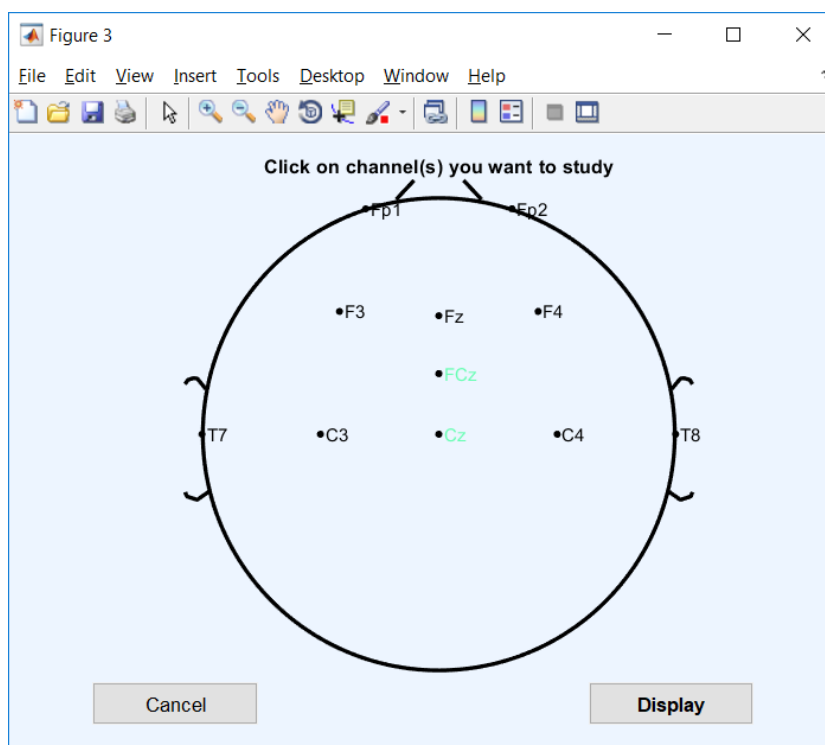 Figure 3
File Edit View Insert Tools Desktop Window Help
Click on channel(s) you want to study
Fp1 Fp2
F3 Fz F4
FCz
T7 C3 Cz C4 T8
Cancel Display